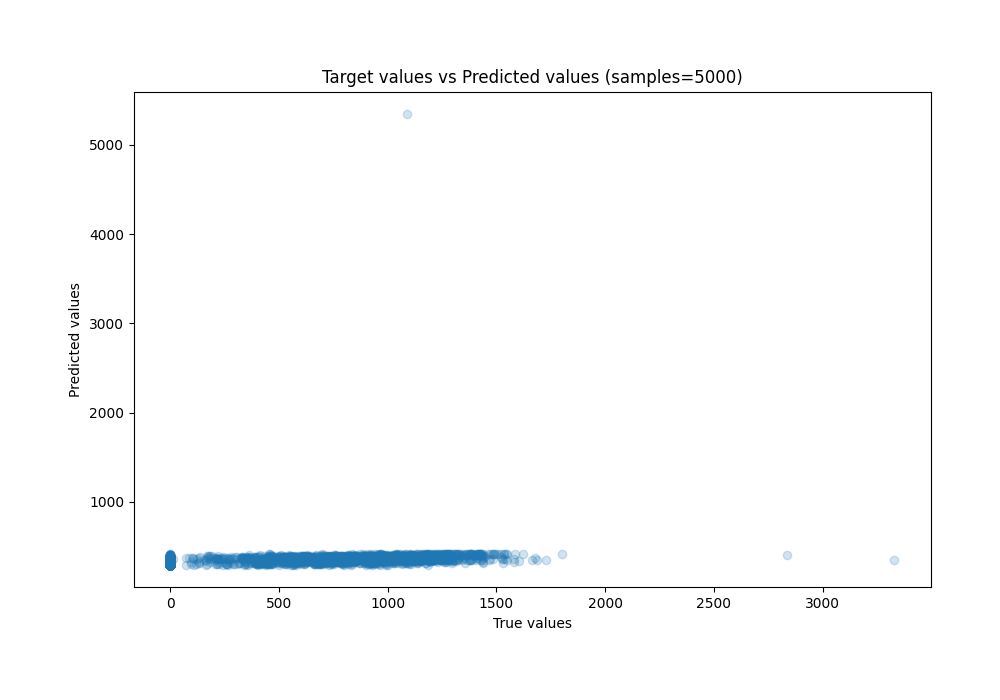 Target values vs Predicted values (samples=5000)
5000
4000
3000
2000
1000
Predicted values
0 500 1000 1500 2000 2500 3000
True values